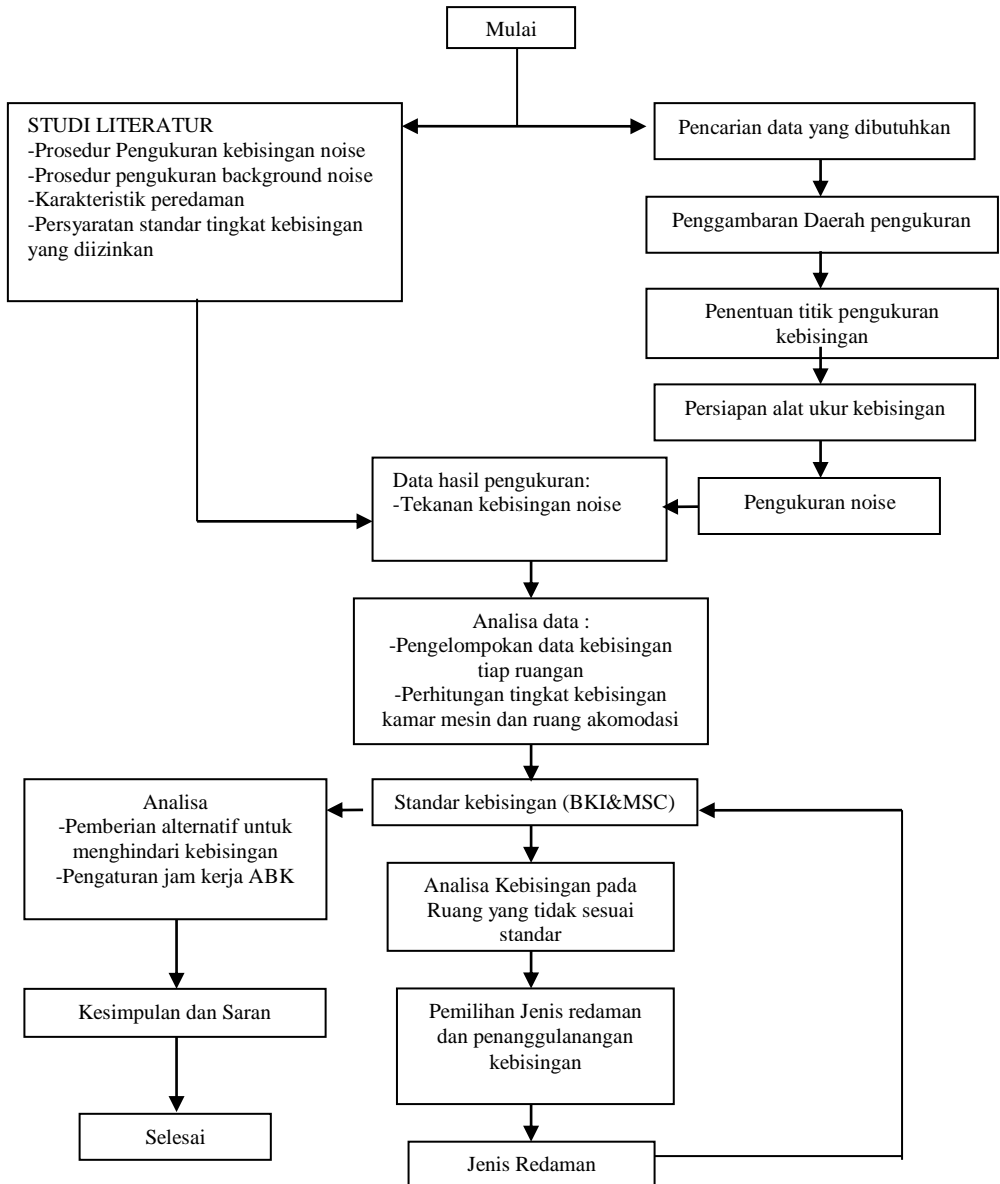 Mulai
STUDI LITERATUR
-Prosedur Pengukuran kebisingan noise
-Prosedur pengukuran background noise
-Karakteristik peredaman
-Persyaratan standar tingkat kebisingan
yang diizinkan
Pencarian data yang dibutuhkan
Penggambaran Daerah pengukuran
Penentuan titik pengukuran
kebisingan
Persiapan alat ukur kebisingan
Pengukuran noise
Data hasil pengukuran:
-Tekanan kebisingan noise
Analisa data :
-Pengelompokan data kebisingan
tiap ruangan
-Perhitungan tingkat kebisingan
kamar mesin dan ruang akomodasi
Standar kebisingan (BKI&MSC)
Analisa
-Pemberian alternatif untuk
menghindari kebisingan
-Pengaturan jam kerja ABK
Analisa Kebisingan pada
Ruang yang tidak sesuai
standar
Kesimpulan dan Saran
Pemilihan Jenis redaman
dan penanggulanangan
kebisingan
Selesai
Jenis Redaman